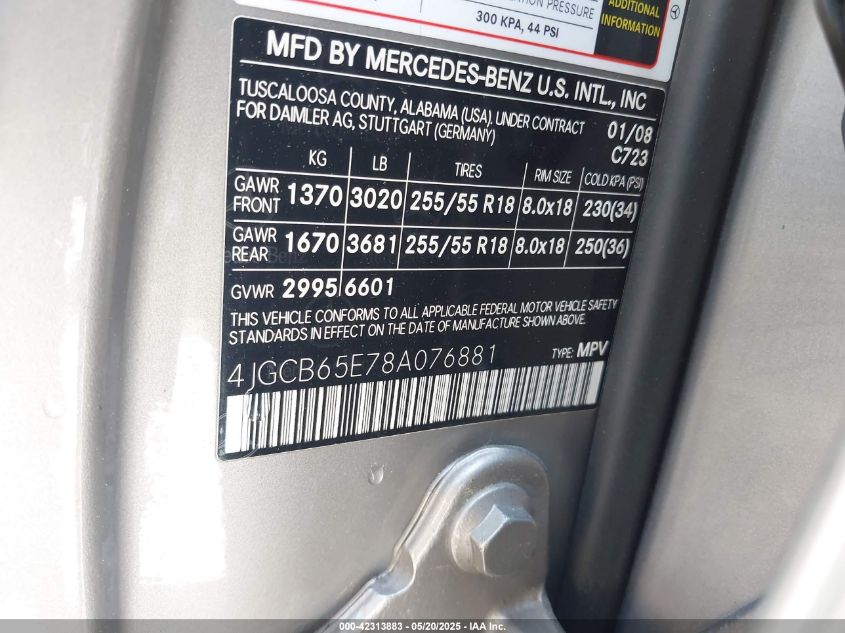 PRESSURE
300 KPA, 44 PSI
ADDITIONAL
INFORMATION
MFD BY MERCEDES-BENZ U.S. INTL., INC
TUSCALOOSA COUNTY, ALABAMA (USA). UNDER CONTRACT
FOR DAIMLER AG, STUTTGART (GERMANY)
01/08
C723
KG LB TIRES RIM SIZE COLD KPA (PSI)
GAWR FRONT 1370 3020 255/55 R18 8.0x18 230(34)
GAWR REAR 1670 3681 255/55 R18 8.0x18 250(36)
GVWR 2995 6601
THIS VEHICLE CONFORMS TO ALL APPLICABLE FEDERAL MOTOR VEHICLE SAFETY
STANDARDS IN EFFECT ON THE DATE OF MANUFACTURE SHOWN ABOVE.
4JGCB65E78A076881 TYPE: MPV
000-42313883 — 05/20/2025 — IAA Inc.